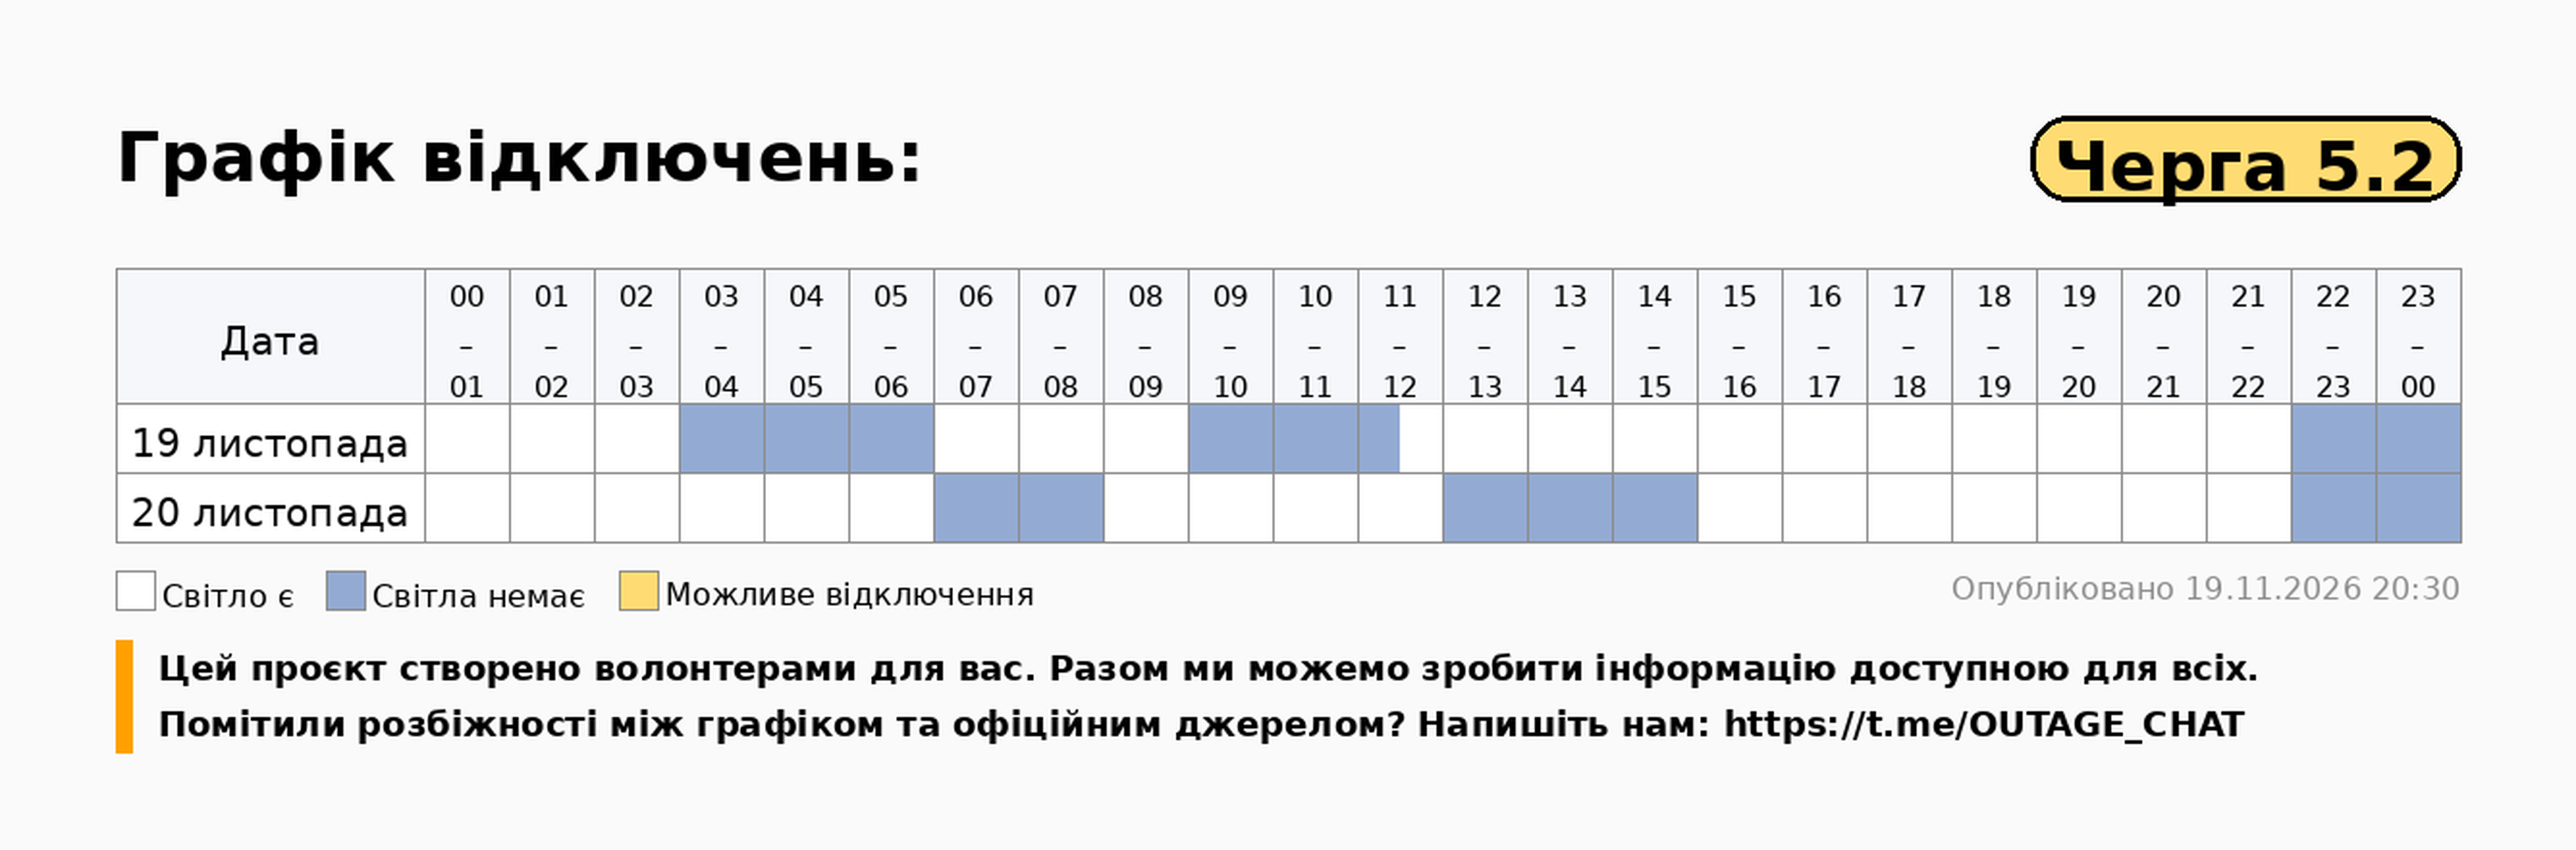 Графік відключень:
Черга 5.2
Дата 00 – 01 01 – 02 02 – 03 03 – 04 04 – 05 05 – 06 06 – 07 07 – 08 08 – 09 09 – 10 10 – 11 11 – 12 12 – 13 13 – 14 14 – 15 15 – 16 16 – 17 17 – 18 18 – 19 19 – 20 20 – 21 21 – 22 22 – 23 23 – 00
19 листопада
20 листопада
Світло є Світла немає Можливе відключення
Опубліковано 19.11.2026 20:30
Цей проєкт створено волонтерами для вас. Разом ми можемо зробити інформацію доступною для всіх.
Помітили розбіжності між графіком та офіційним джерелом? Напишіть нам: https://t.me/OUTAGE_CHAT